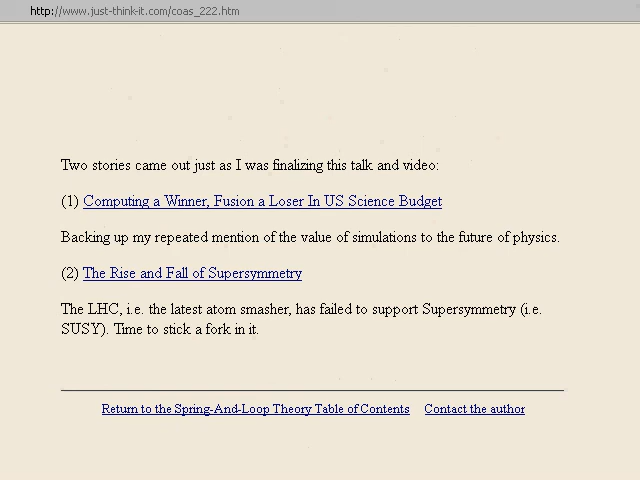 http://www.just-think-it.com/coas_222.htm
Two stories came out just as I was finalizing this talk and video:
(1) Computing a Winner, Fusion a Loser In US Science Budget
Backing up my repeated mention of the value of simulations to the future of physics.
(2) The Rise and Fall of Supersymmetry
The LHC, i.e. the latest atom smasher, has failed to support Supersymmetry (i.e.
SUSY). Time to stick a fork in it.
Return to the Spring-And-Loop Theory Table of Contents Contact the author